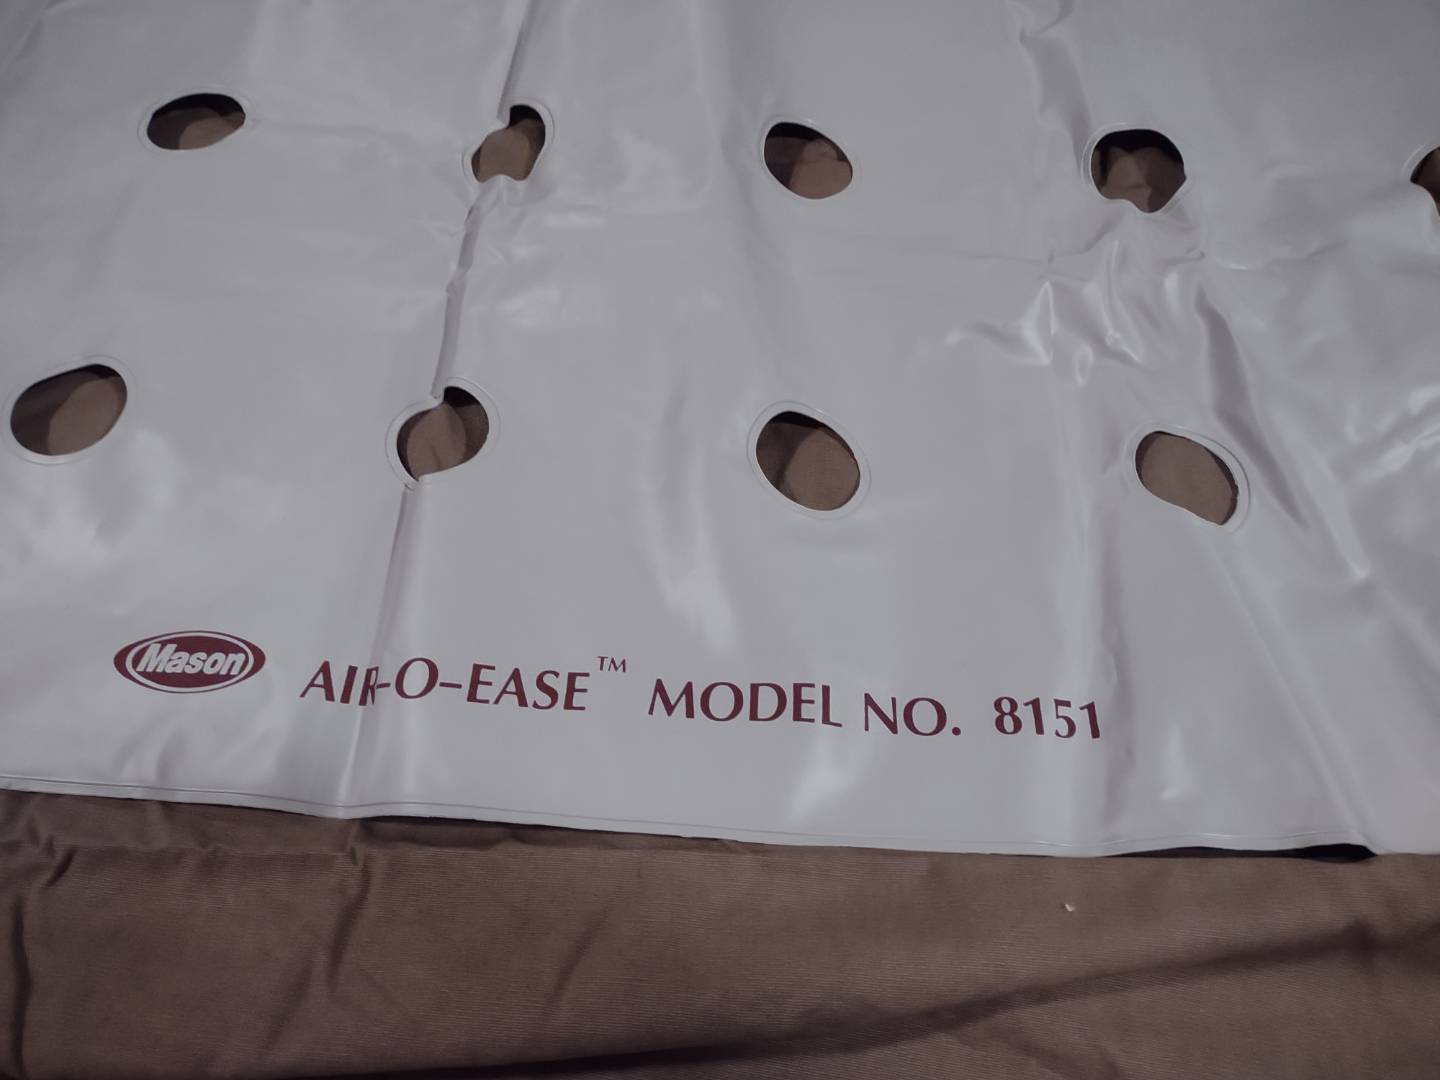 Mason AIR-O-EASE™ MODEL NO. 8151